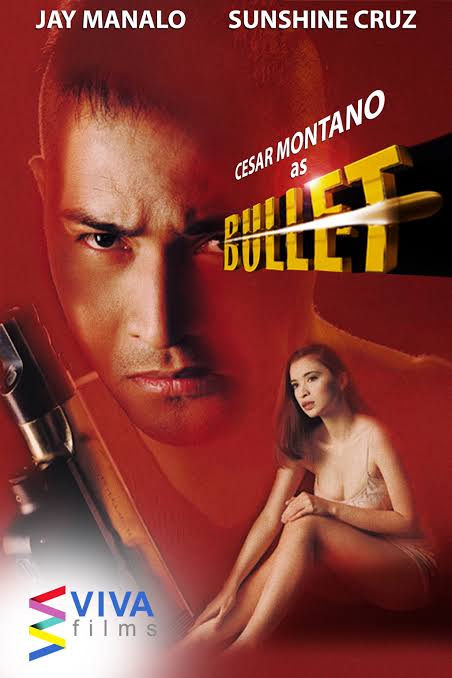 JAY MANALO SUNSHINE CRUZ
CESAR MONTANO
as
BULLET
VIVA
films